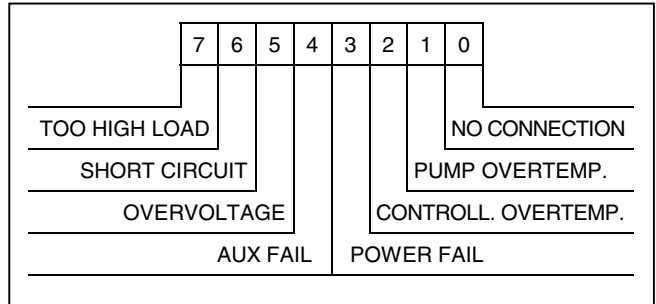 7 6 5 4 3 2 1 0
TOO HIGH LOAD NO CONNECTION
SHORT CIRCUIT PUMP OVERTEMP.
OVERVOLTAGE CONTROLL. OVERTEMP.
AUX FAIL POWER FAIL